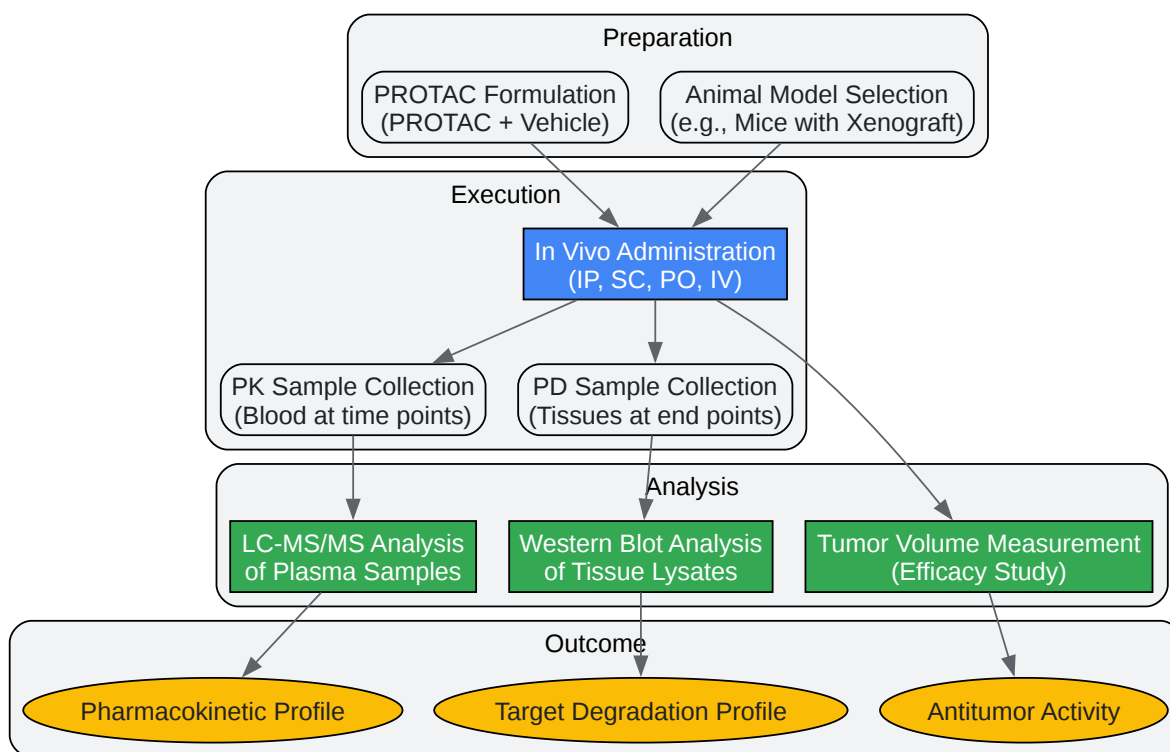 Preparation
PROTAC Formulation
(PROTAC + Vehicle)
Animal Model Selection
(e.g., Mice with Xenograft)
Execution
In Vivo Administration
(IP, SC, PO, IV)
PK Sample Collection
(Blood at time points)
PD Sample Collection
(Tissues at end points)
Analysis
LC-MS/MS Analysis
of Plasma Samples
Western Blot Analysis
of Tissue Lysates
Tumor Volume Measurement
(Efficacy Study)
Outcome
Pharmacokinetic Profile
Target Degradation Profile
Antitumor Activity